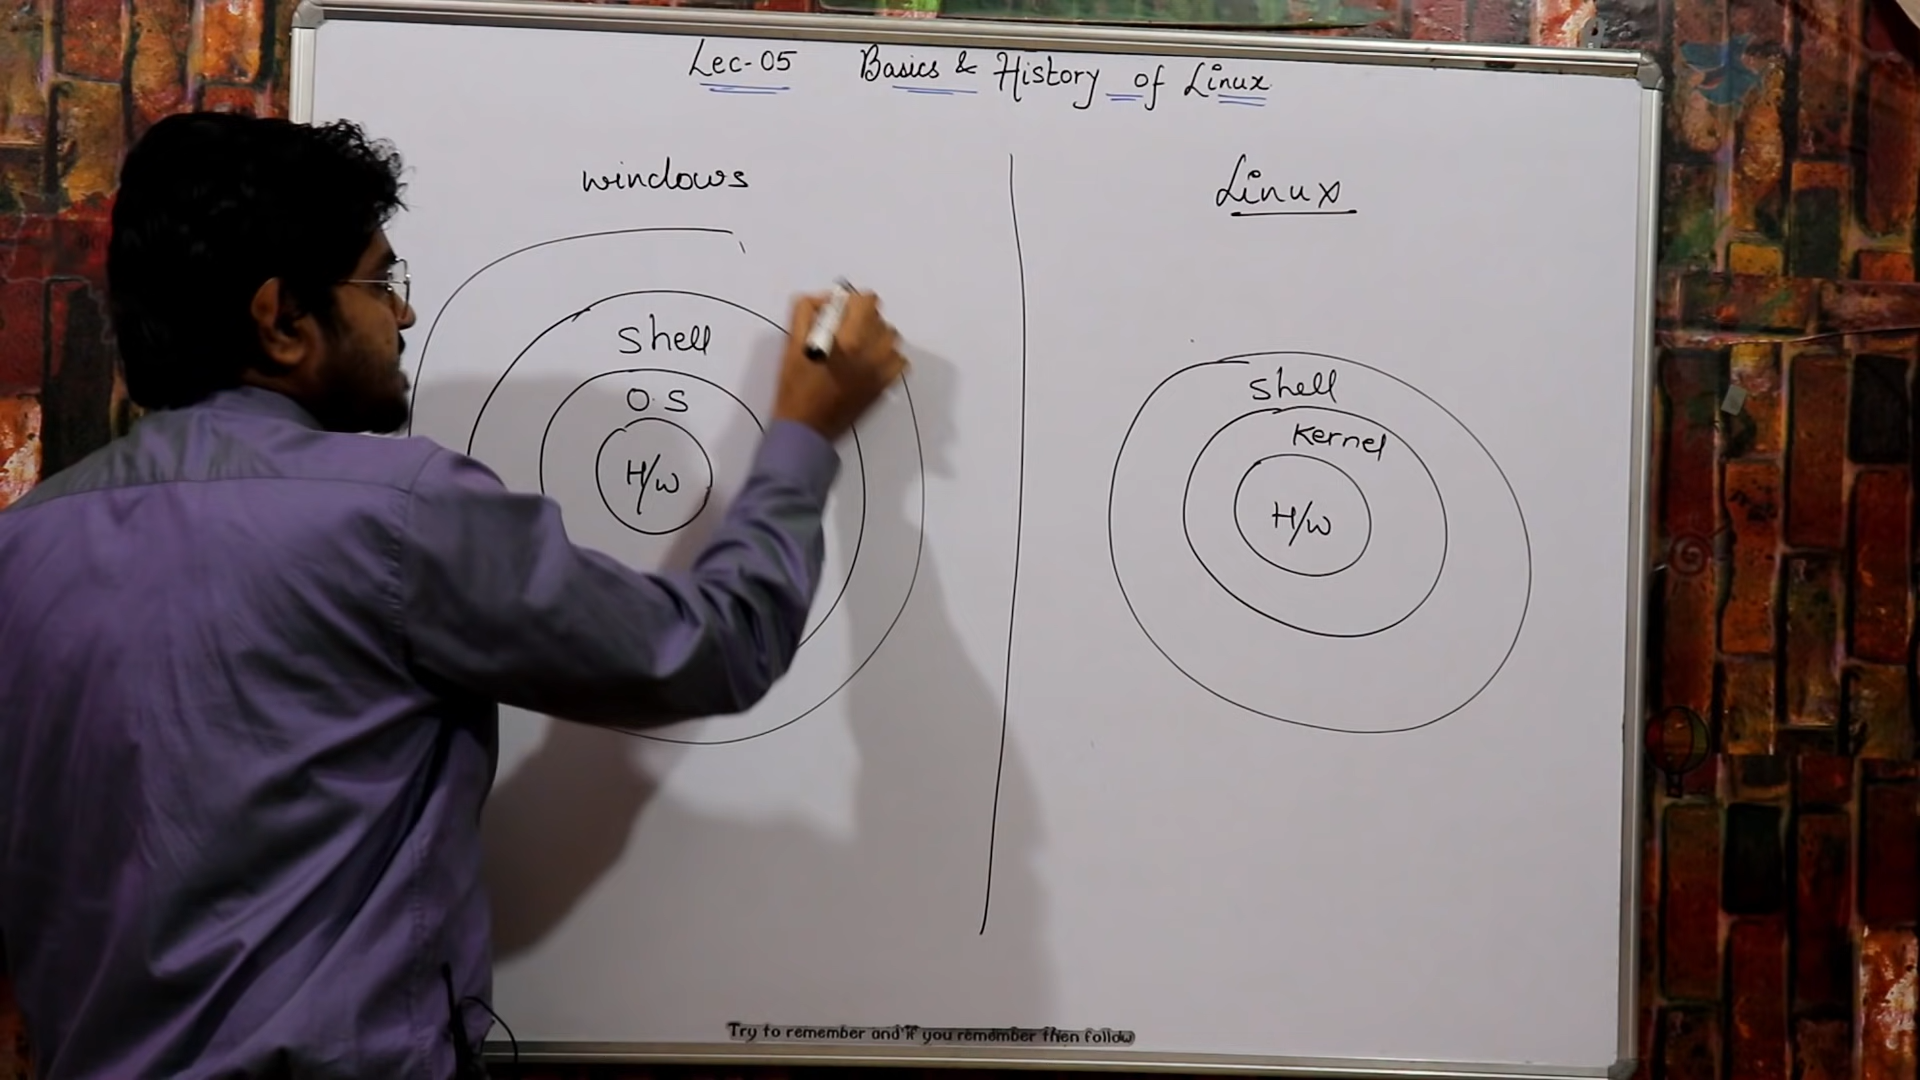 Lec-05 Basics & History of Linux
windows
Shell
O.S
H/w
Linux
Shell
Kernel
H/w
Try to remember and if you remember then follow